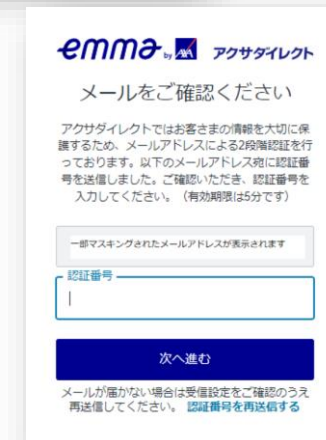 emma by AXA アクサダイレクト
メールをご確認ください
アクサダイレクトではお客さまの情報を大切に保
護するため、メールアドレスによる2段階認証を行
っております。以下のメールアドレス宛に認証番
号を送信しました。ご確認いただき、認証番号を
入力してください。（有効期限は5分です）
一部マスキングされたメールアドレスが表示されます
認証番号
次へ進む
メールが届かない場合は受信設定をご確認のうえ
再送信してください。 認証番号を再送信する